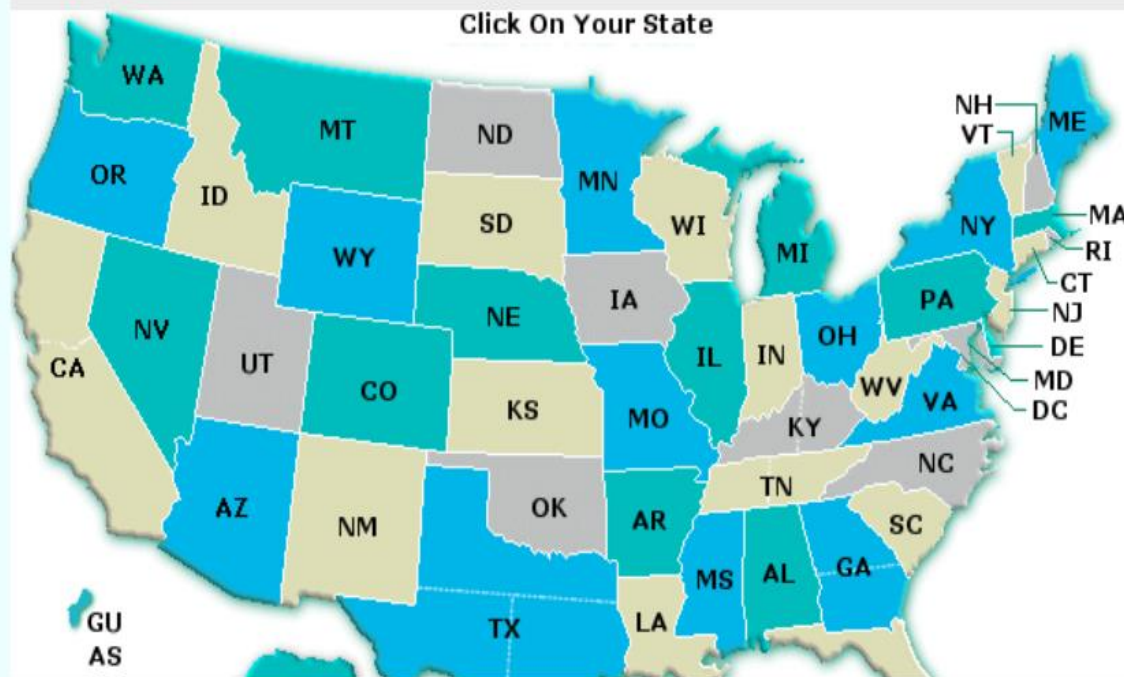 Click On Your State
WA
NH
ME
VT
MT
ND
OR
MN
ID
SD
WI
MA
NY
RI
WY
MI
CT
IA
PA
NE
NJ
NV
OH
DE
IL
IN
UT
CA
MD
CO
WV
VA
DC
KS
MO
KY
NC
TN
AZ
OK
AR
SC
NM
GA
MS
AL
GU
LA
TX
AS